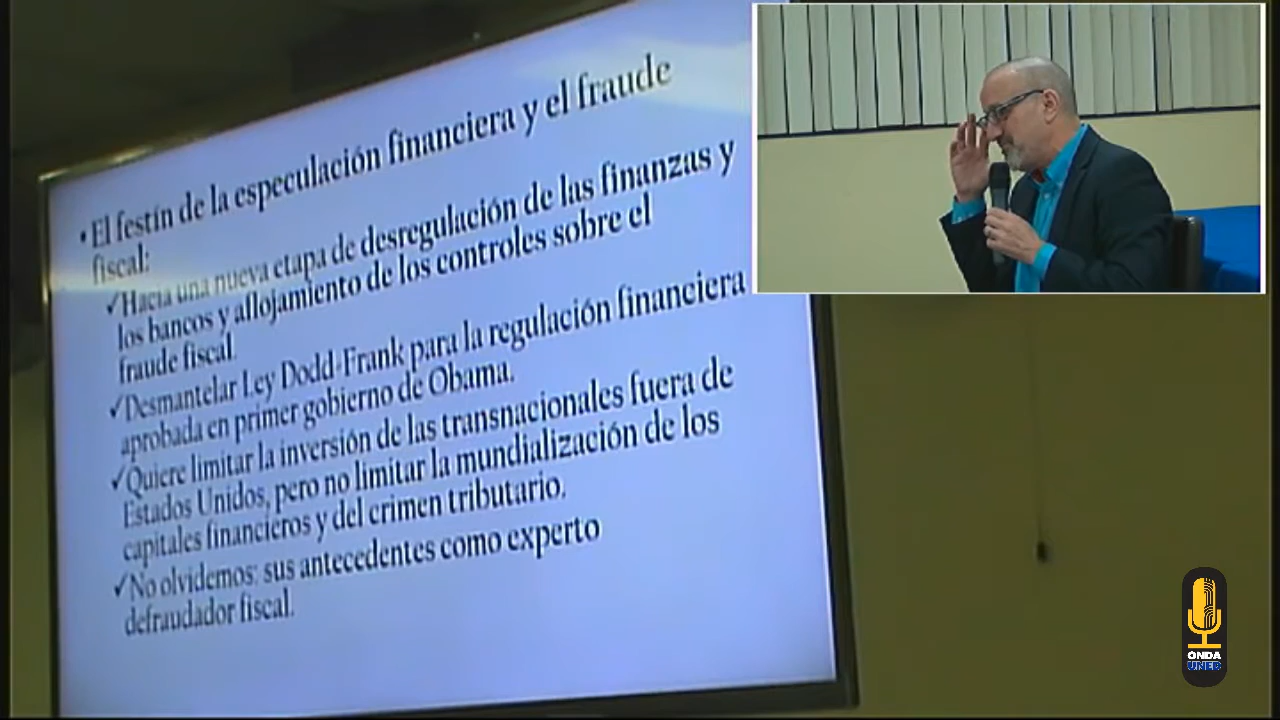 • El festín de la especulación financiera y el fraude
fiscal:
✓Hacia una nueva etapa de desregulación de las finanzas y
los bancos y aflojamiento de los controles sobre el
fraude fiscal.
✓Desmantelar Ley Dodd-Frank para la regulación financiera
aprobada en primer gobierno de Obama.
✓Quiere limitar la inversión de las transnacionales fuera de
Estados Unidos, pero no limitar la mundialización de los
capitales financieros y del crimen tributario.
✓No olvidemos: sus antecedentes como experto
defraudador fiscal.
ONDA
UNED